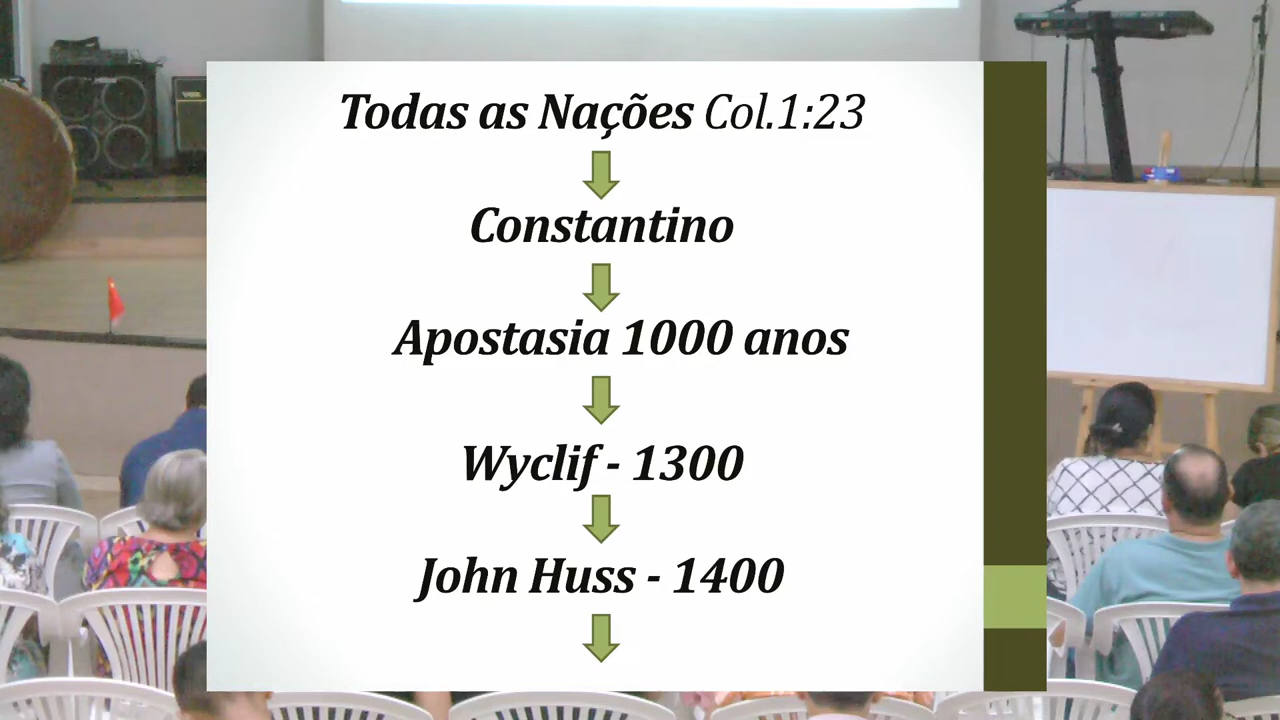 Todas as Nações Col.1:23
Constantino
Apostasia 1000 anos
Wyclif - 1300
John Huss - 1400